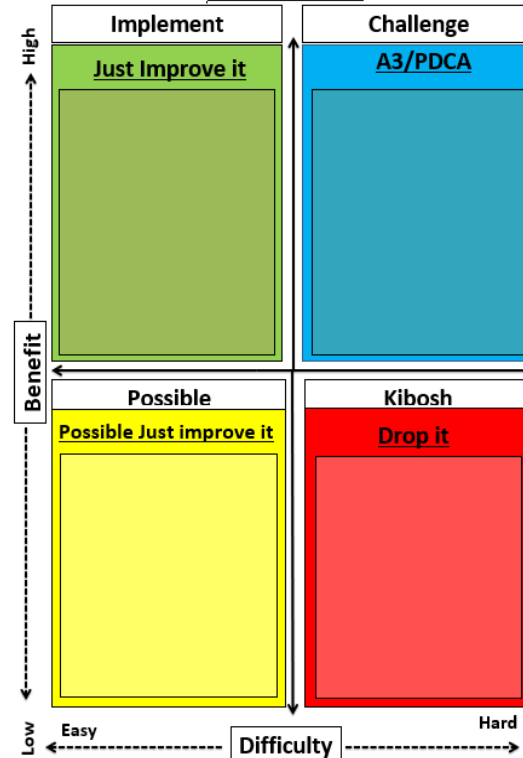 Implement
Challenge
High
Just Improve it
A3/PDCA
Benefit
Possible
Kibosh
Possible Just improve it
Drop it
Low
Easy
Difficulty
Hard